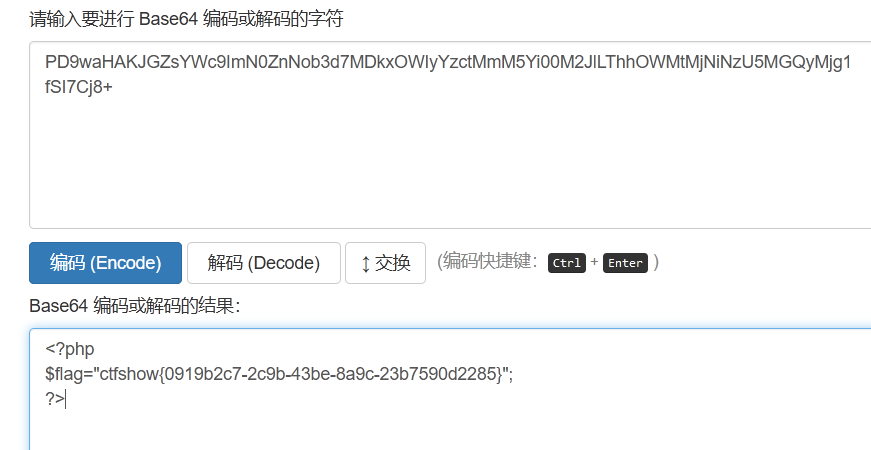 请输入要进行 Base64 编码或解码的字符
PD9waHAKJGZsYWc9ImN0ZnNob3d7MDkxOWIyYzctMmM5Yi00M2JlLThhOWMtMjNiNzU5MGQyMjg1
fSI7Cj8+
编码 (Encode) 解码 (Decode) ↕ 交换 (编码快捷键： Ctrl + Enter )
Base64 编码或解码的结果：
<?php
$flag="ctfshow{0919b2c7-2c9b-43be-8a9c-23b7590d2285}";
?>